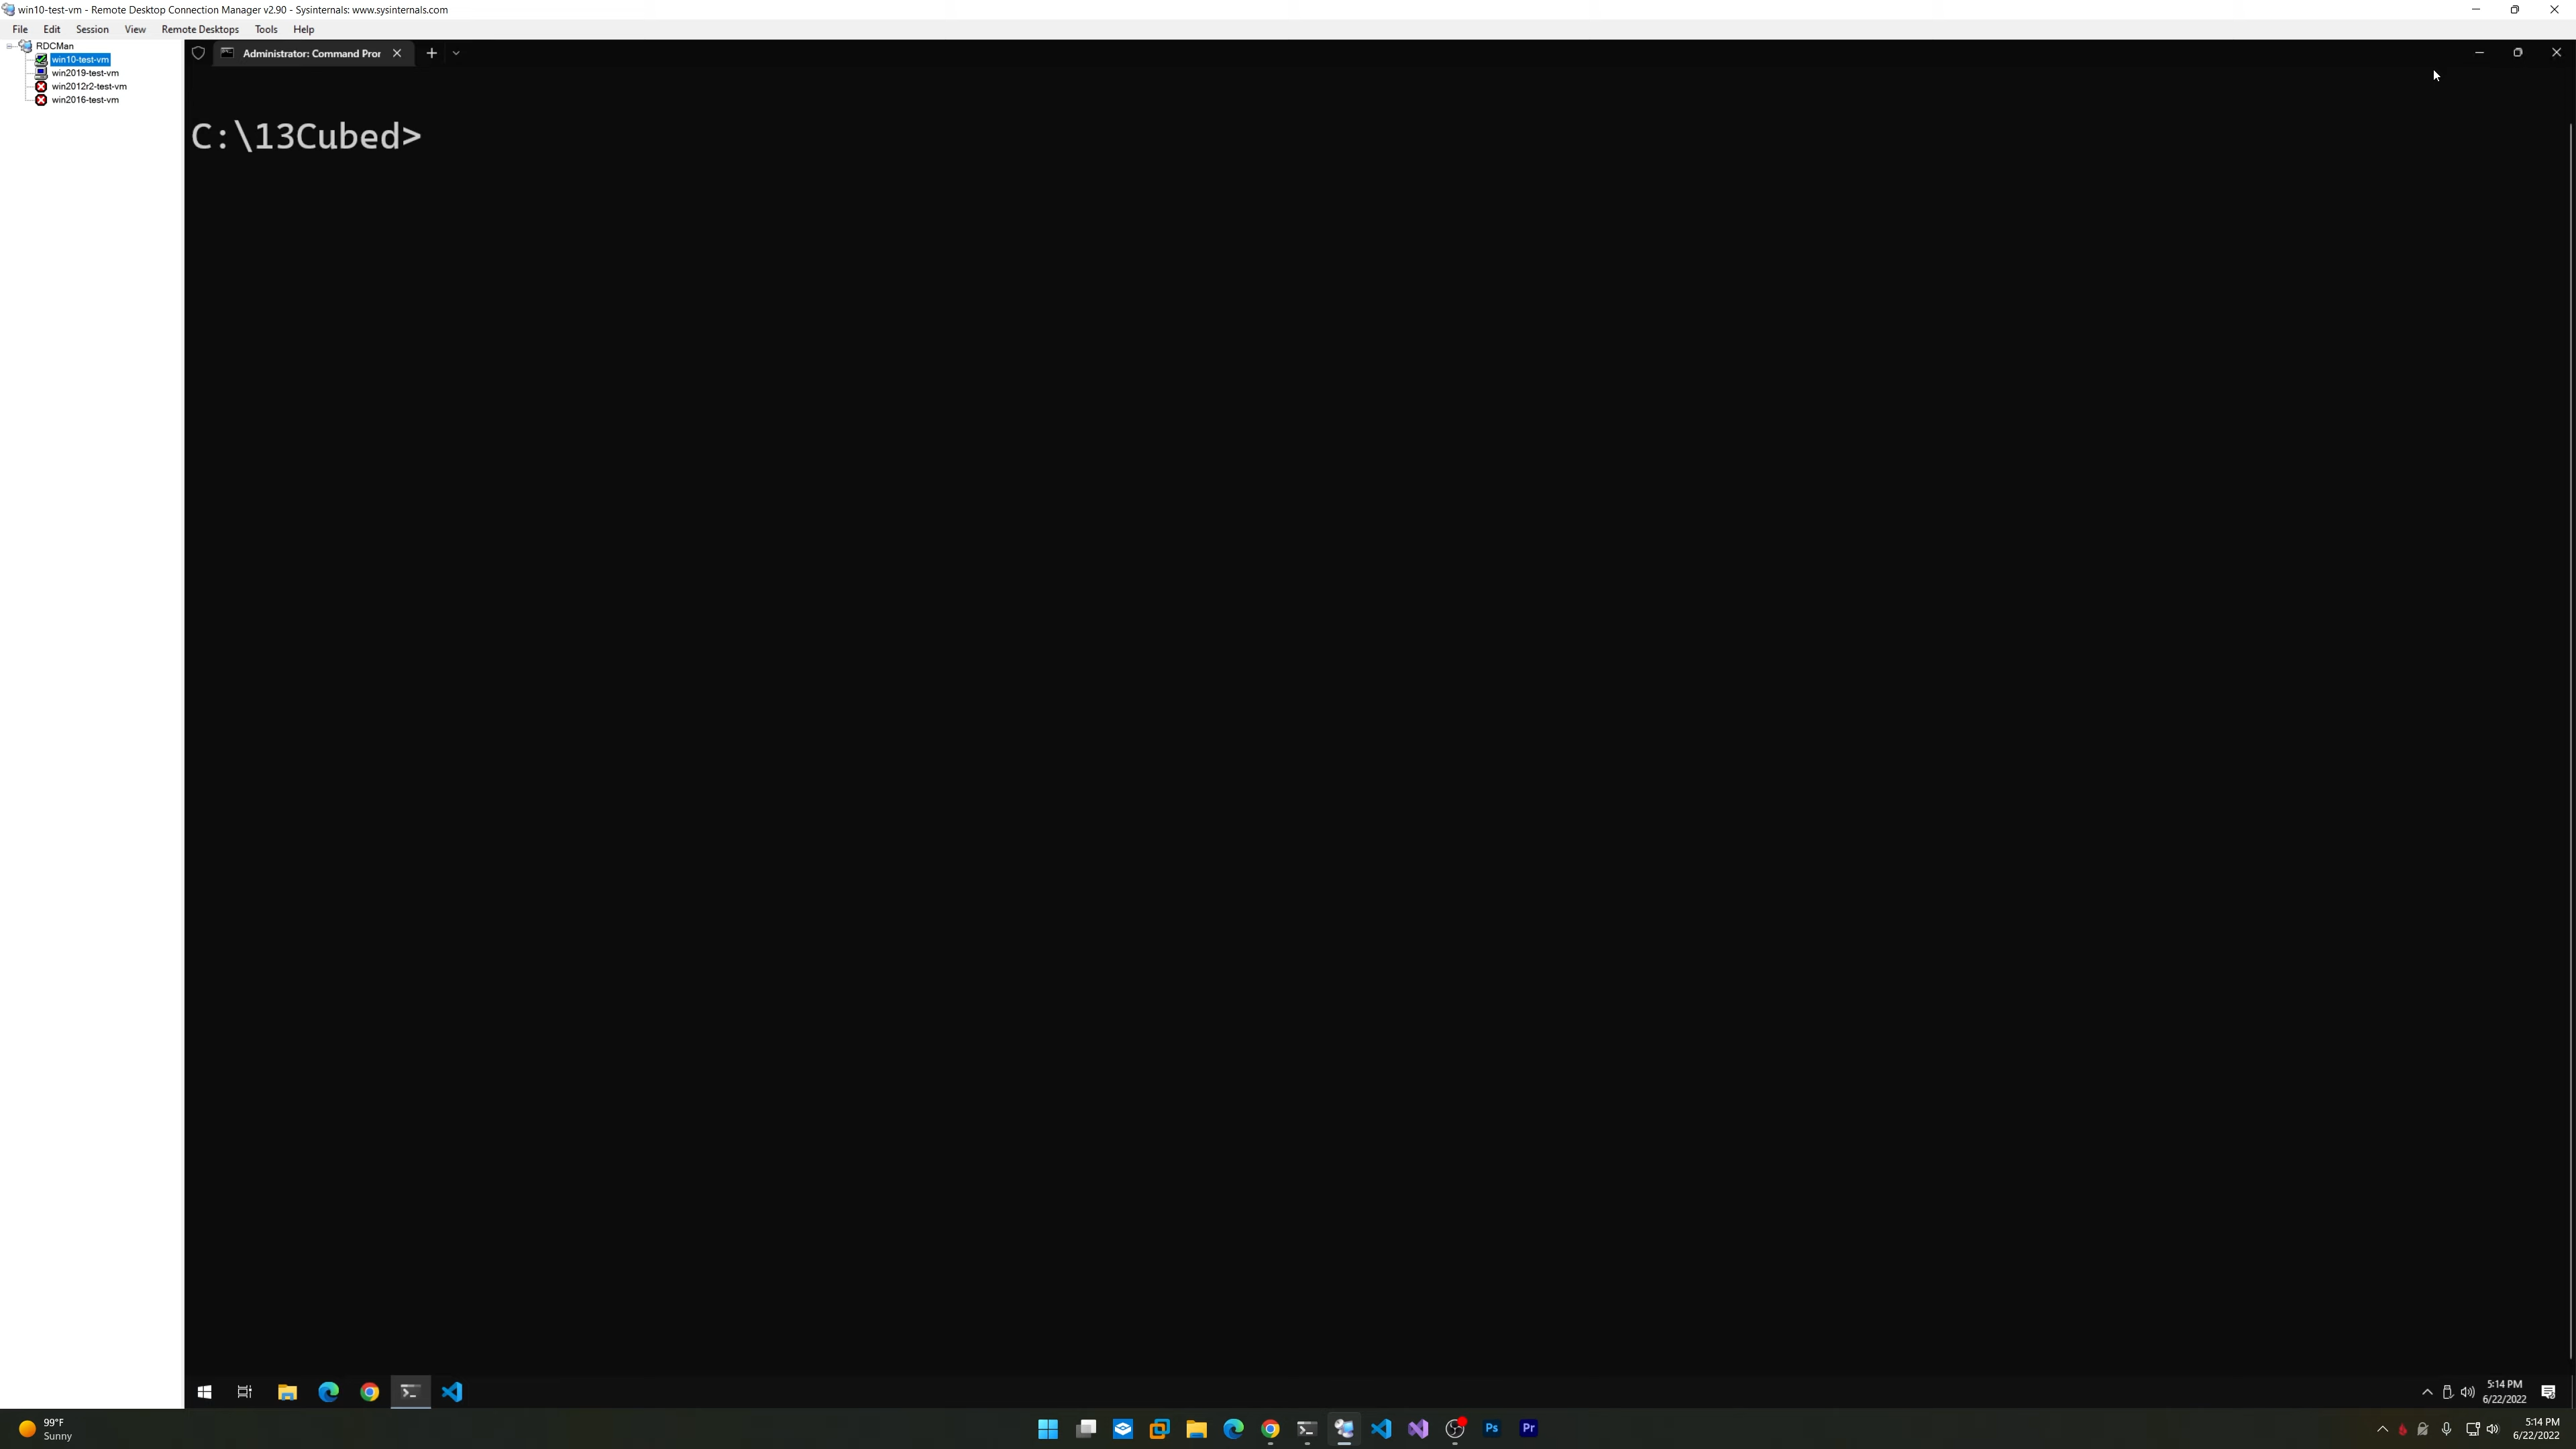 win10-test-vm - Remote Desktop Connection Manager v2.90 - Sysinternals: www.sysinternals.com
File Edit Session View Remote Desktops Tools Help
RDCMan
win10-test-vm
win2019-test-vm
win2012r2-test-vm
win2016-test-vm
Administrator: Command Pror
C:\13Cubed>
5:14 PM
6/22/2022
99°F
Sunny
Ps
Pr
5:14 PM
6/22/2022